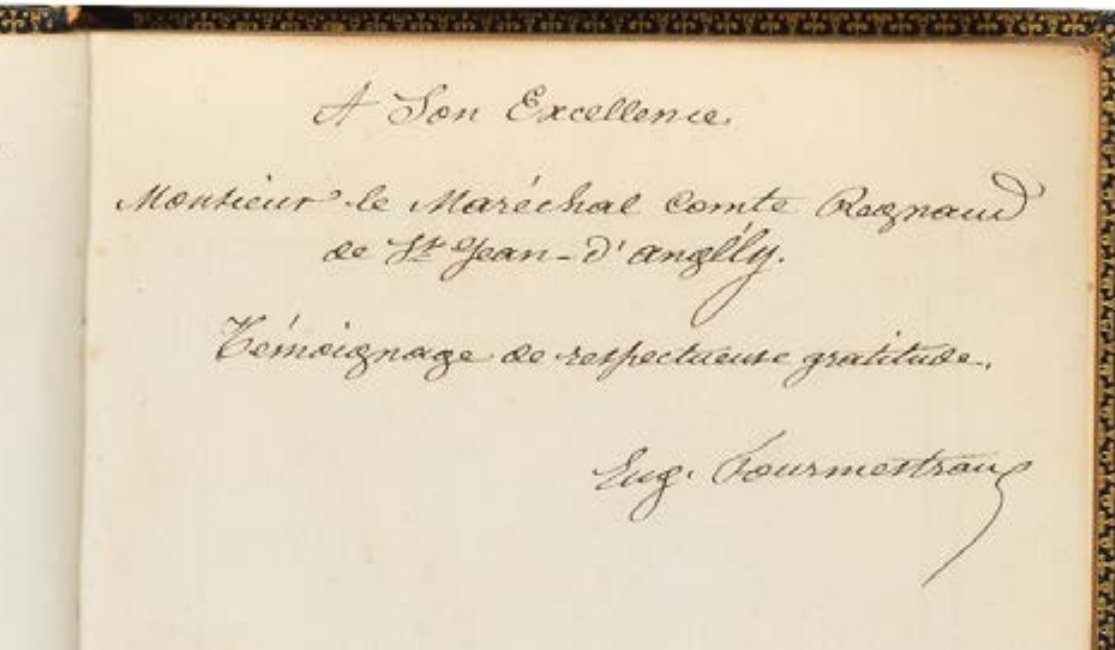 A Son Excellence.
Monsieur le Maréchal Comte Regnaud
de St Jean-d'angély.
Témoignage de respectueuse gratitude.
Eug. Fourmestraux